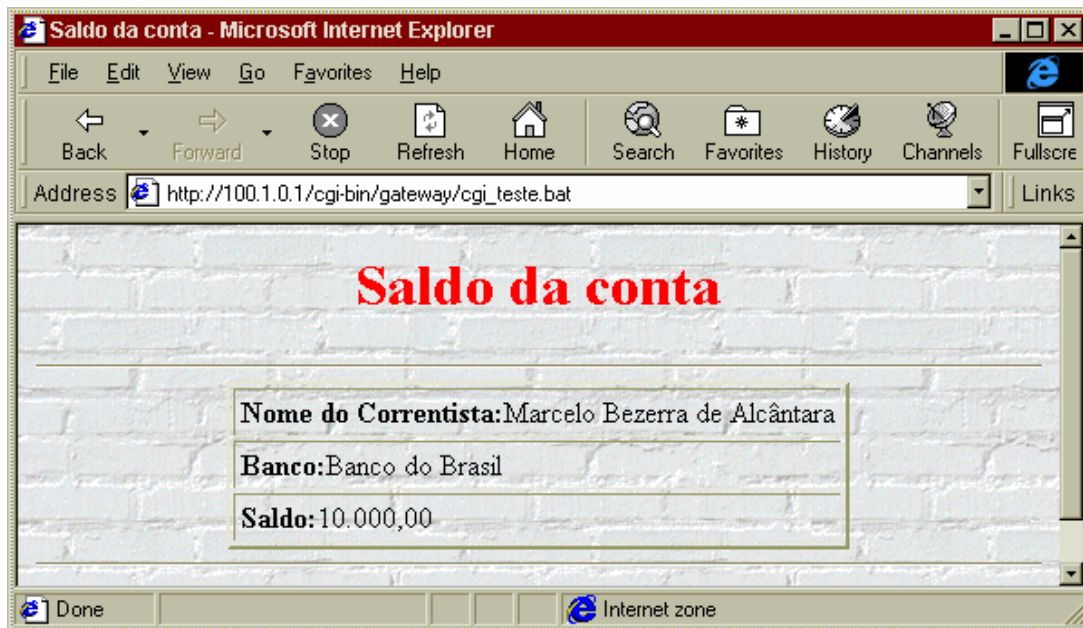 Saldo da conta - Microsoft Internet Explorer
File Edit View Go Favorites Help
Back Forward Stop Refresh Home Search Favorites History Channels Fullscre
Address http://100.1.0.1/cgi-bin/gateway/cgi_teste.bat Links
Saldo da conta
Nome do Correntista:Marcelo Bezerra de Alcântara
Banco:Banco do Brasil
Saldo:10.000,00
Done Internet zone